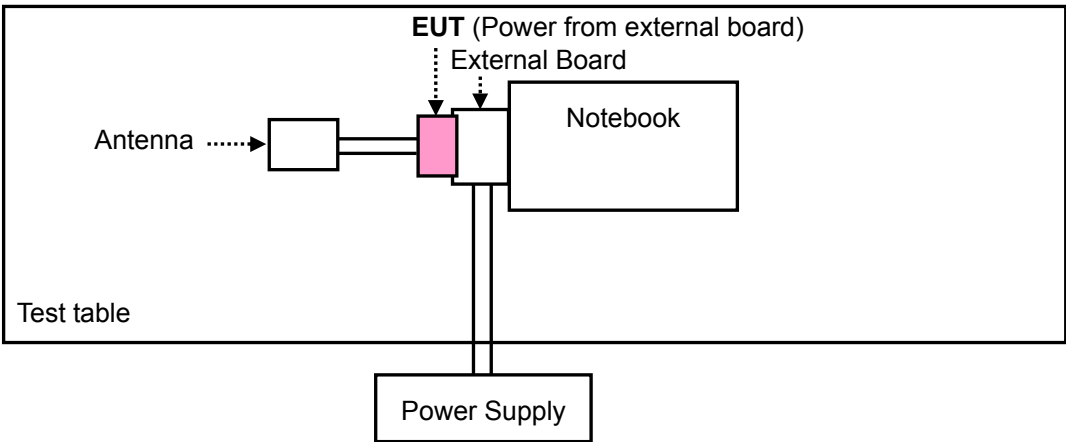 EUT (Power from external board)
External Board
Notebook
Antenna
Test table
Power Supply